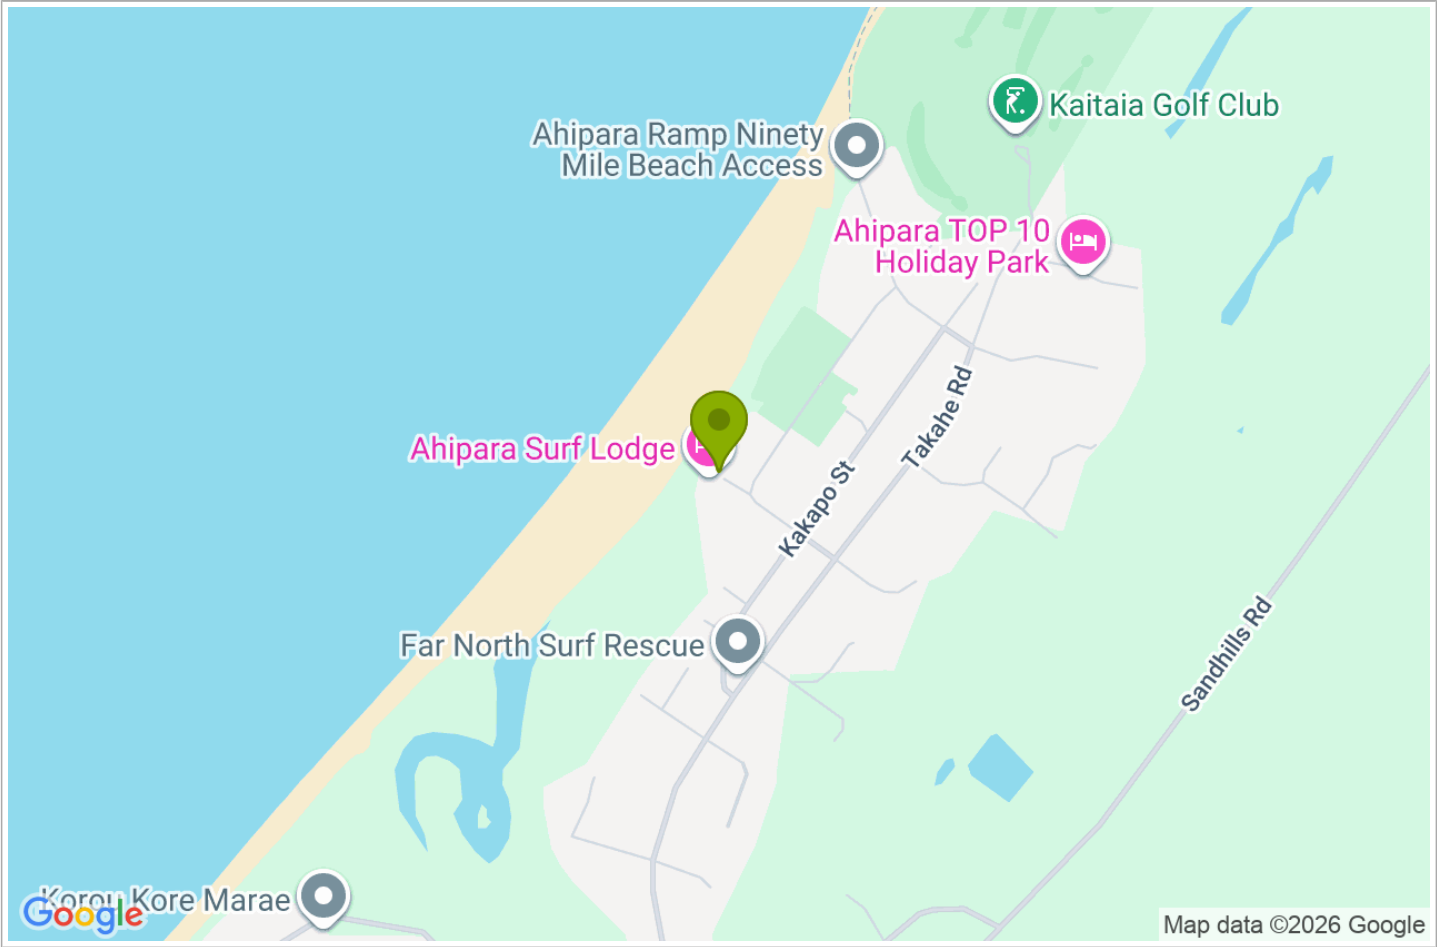 Kaitaia Golf Club
Ahipara Ramp Ninety
Mile Beach Access
Ahipara TOP 10
Holiday Park
Takahe Rd
Ahipara Surf Lodge
Kakapo St
Sandhills Rd
Far North Surf Rescue
Korou Kore Marae
Google
Map data ©2026 Google